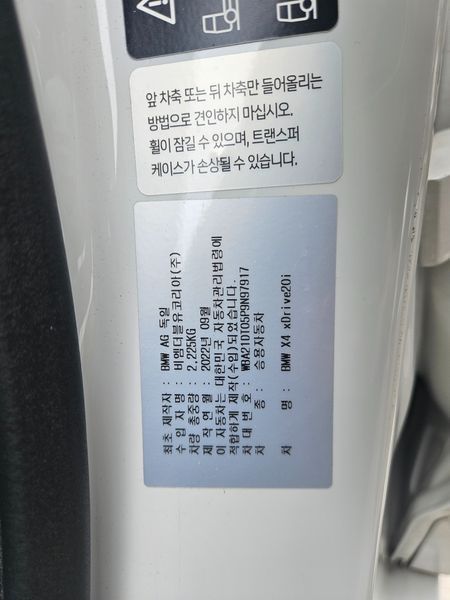 앞 차축 또는 뒤 차축만 들어올리는
방법으로 견인하지 마십시오.
휠이 잠길 수 있으며, 트랜스퍼
케이스가 손상될 수 있습니다.
최초 제작자 : BMW AG 독일
수 입 자 명 : 비엠더블유코리아(주)
차량 총중량 : 2,225KG
제 작 연 월 : 2022년 09월
이 자동차는 대한민국 자동차관리법령에
적합하게 제작(수입)되었습니다.
차 대 번 호 : WBA21DT05P9N97917
차 종 : 승용자동차
차 명 : BMW X4 xDrive20i